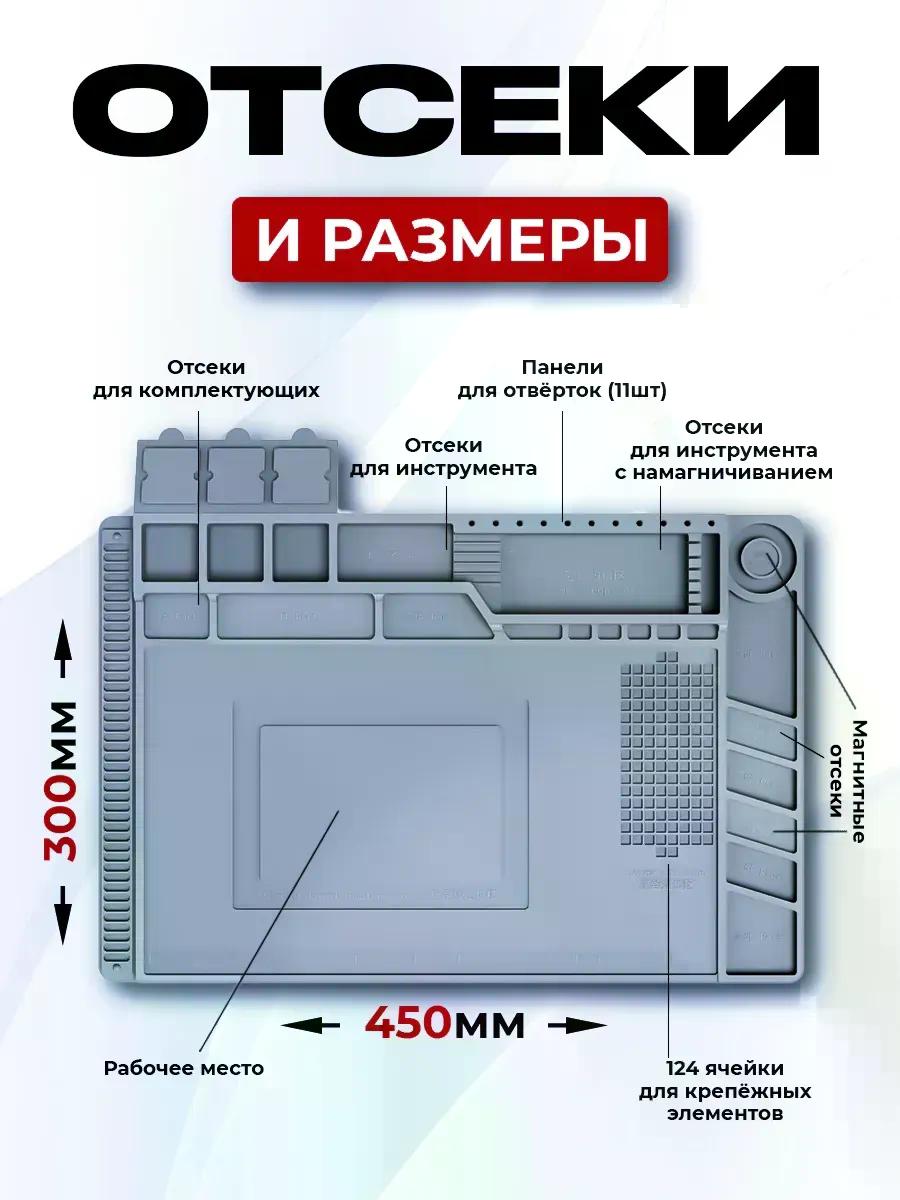 ОТСЕКИ
И РАЗМЕРЫ
Отсеки
для комплектующих
Панели
для отвёрток (11шт)
Отсеки
для инструмента
Отсеки
для инструмента
с намагничиванием
300мм
Магнитные
отсеки
450мм
Рабочее место
124 ячейки
для крепёжных
элементов